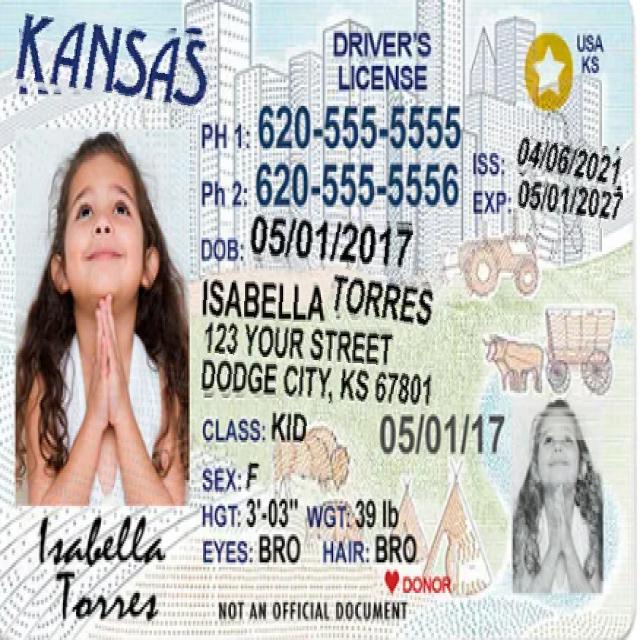 KANSAS
DRIVER'S
LICENSE
USA
KS
PH 1: 620-555-5555
Ph 2: 620-555-5556
ISS: 04/06/2021
EXP: 05/01/2027
DOB: 05/01/2017
ISABELLA TORRES
123 YOUR STREET
DODGE CITY, KS 67801
CLASS: KID
05/01/17
SEX: F
HGT: 3'-03" WGT: 39 lb
EYES: BRO HAIR: BRO
DONOR
Isabella
Torres
NOT AN OFFICIAL DOCUMENT